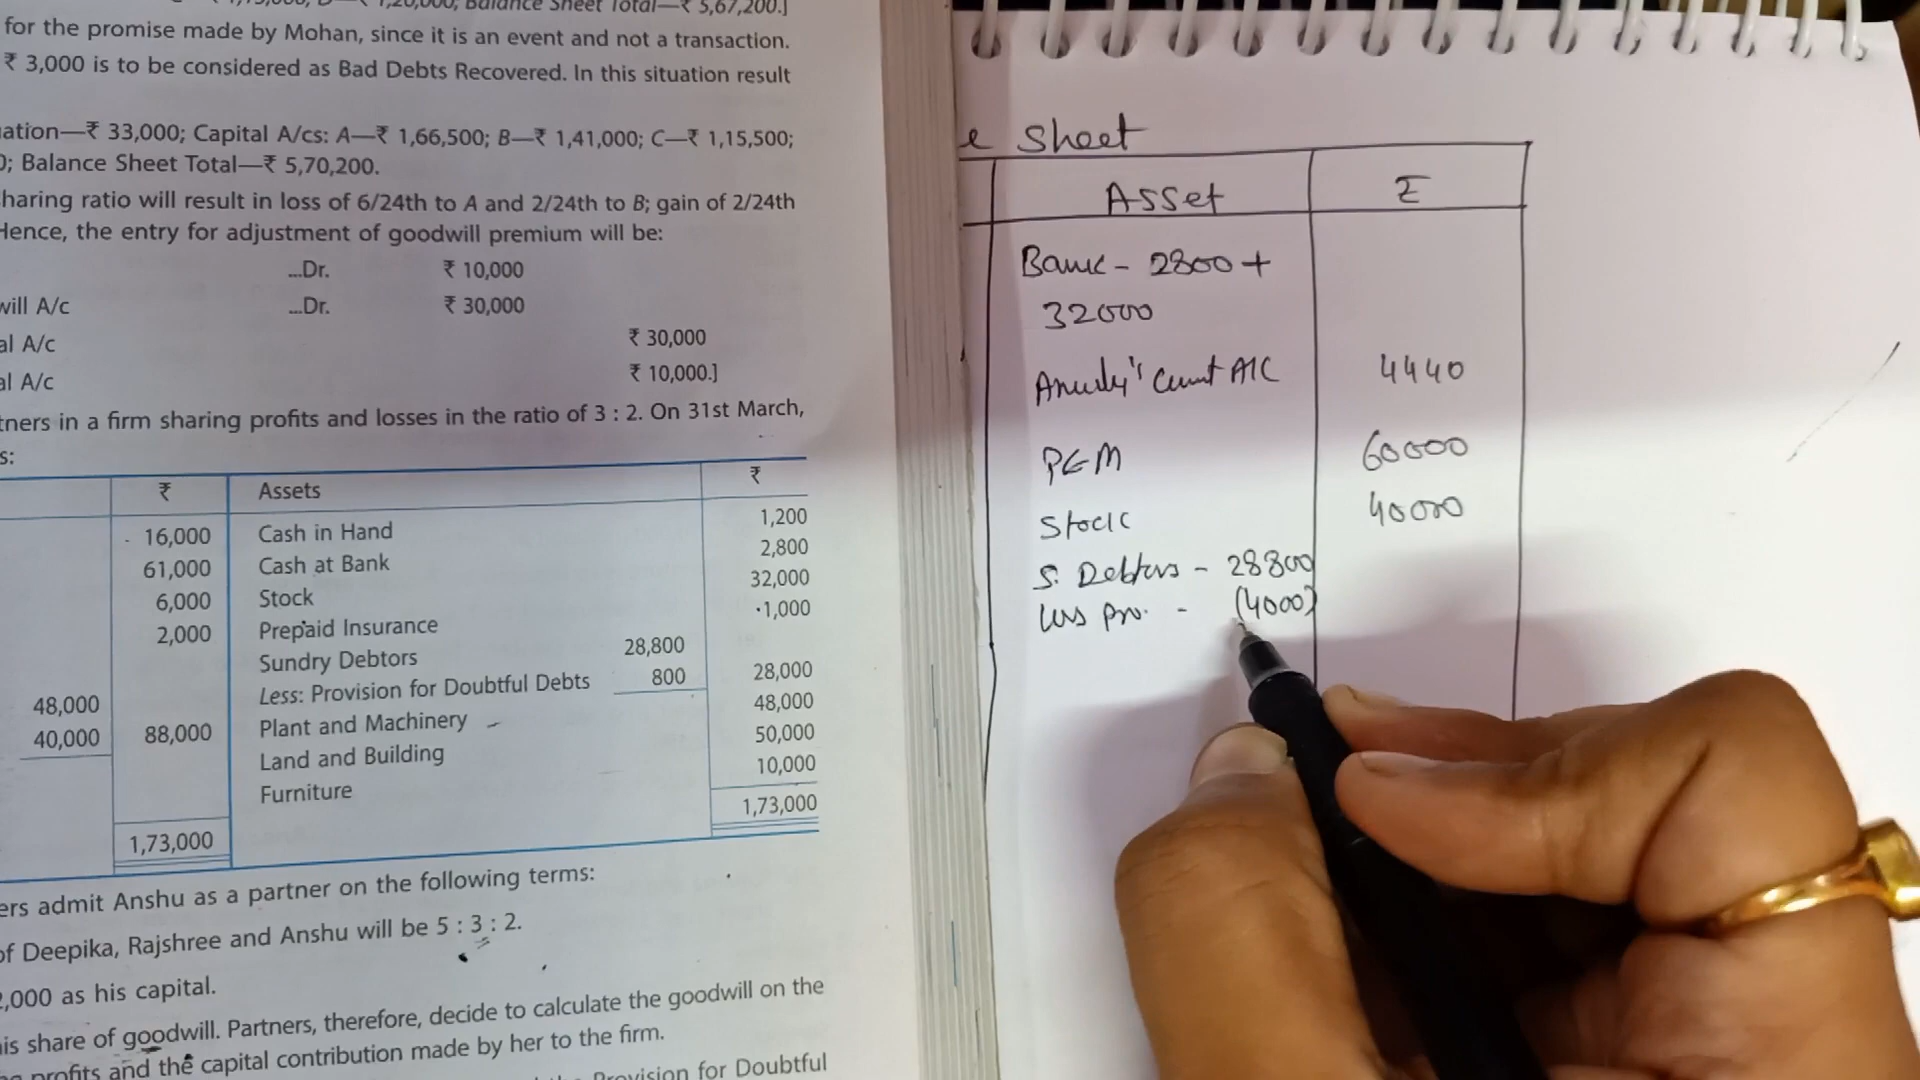 1,20,000; Balance Sheet Total—₹ 5,67,200.]
for the promise made by Mohan, since it is an event and not a transaction.
₹ 3,000 is to be considered as Bad Debts Recovered. In this situation result
ation—₹ 33,000; Capital A/cs: A—₹ 1,66,500; B—₹ 1,41,000; C—₹ 1,15,500;
; Balance Sheet Total—₹ 5,70,200.
haring ratio will result in loss of 6/24th to A and 2/24th to B; gain of 2/24th
Hence, the entry for adjustment of goodwill premium will be:
...Dr. ₹ 10,000
will A/c ...Dr. ₹ 30,000
al A/c ₹ 30,000
al A/c ₹ 10,000.]
tners in a firm sharing profits and losses in the ratio of 3 : 2. On 31st March,
s:
₹ Assets ₹
16,000 Cash in Hand 1,200
61,000 Cash at Bank 2,800
6,000 Stock 32,000
2,000 Prepaid Insurance 1,000
Sundry Debtors 28,800
Less: Provision for Doubtful Debts 800 28,000
48,000 Plant and Machinery 48,000
40,000 88,000 Land and Building 50,000
Furniture 10,000
1,73,000 1,73,000
ers admit Anshu as a partner on the following terms:
of Deepika, Rajshree and Anshu will be 5 : 3 : 2.
,000 as his capital.
is share of goodwill. Partners, therefore, decide to calculate the goodwill on the
profits and the capital contribution made by her to the firm.
Provision for Doubtful
e Sheet
Asset ₹
Bank - 2800 +
32000
A/C 4440
P&M 60000
Stock 40000
S. Debtors - 28800
less pro. - (4000)